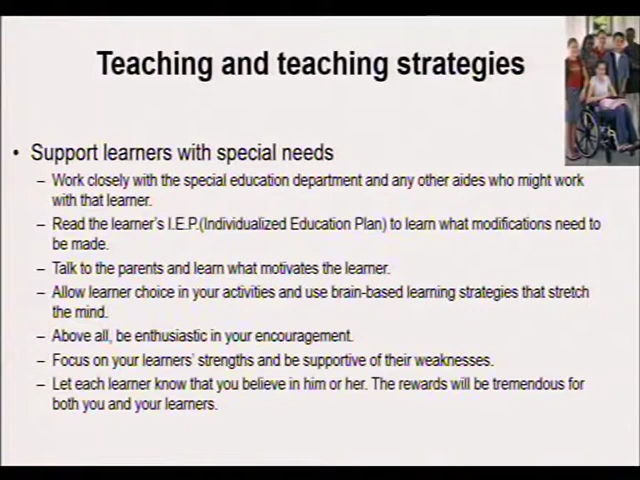 Teaching and teaching strategies
• Support learners with special needs
– Work closely with the special education department and any other aides who might work
with that learner.
– Read the learner's I.E.P.(Individualized Education Plan) to learn what modifications need to
be made.
– Talk to the parents and learn what motivates the learner.
– Allow learner choice in your activities and use brain-based learning strategies that stretch
the mind.
– Above all, be enthusiastic in your encouragement.
– Focus on your learners' strengths and be supportive of their weaknesses.
– Let each learner know that you believe in him or her. The rewards will be tremendous for
both you and your learners.